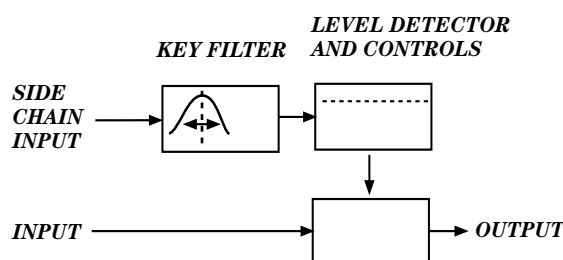 LEVEL DETECTOR
AND CONTROLS
KEY FILTER
SIDE
CHAIN
INPUT
INPUT
OUTPUT